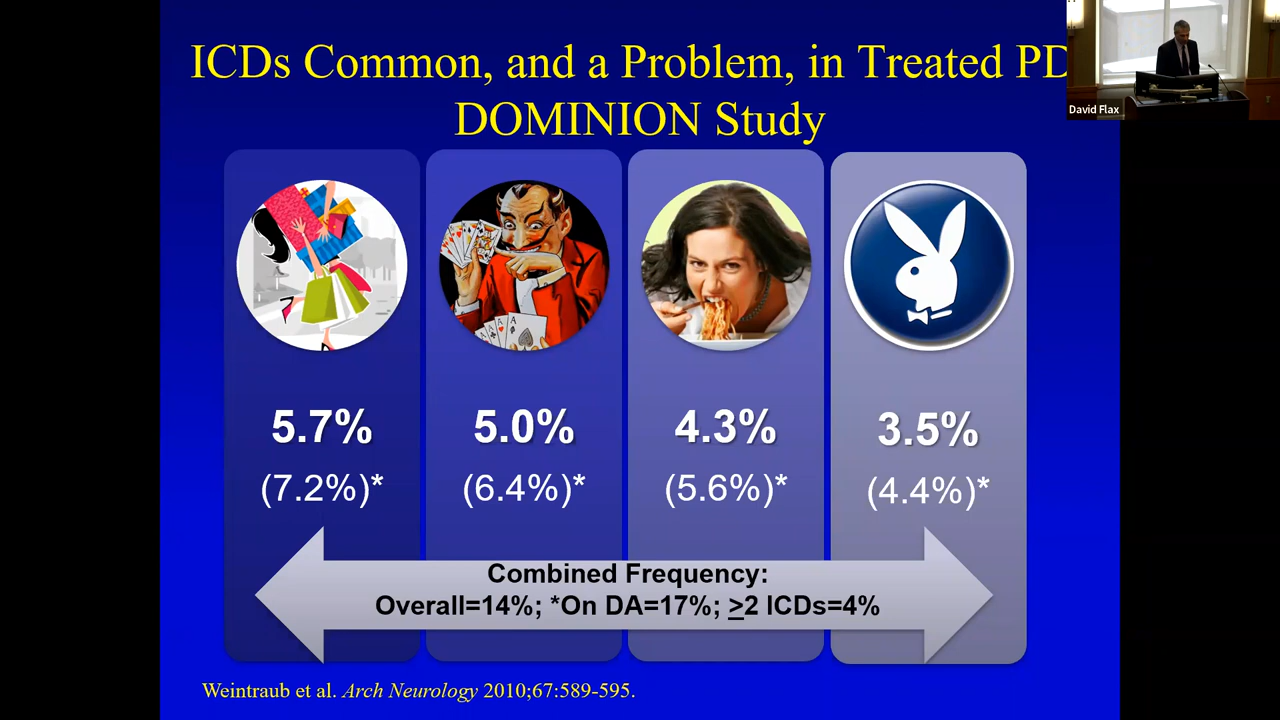 ICDs Common, and a Problem, in Treated PD
DOMINION Study
David Flax
5.7%
(7.2%)*
5.0%
(6.4%)*
4.3%
(5.6%)*
3.5%
(4.4%)*
Combined Frequency:
Overall=14%; *On DA=17%; ≥2 ICDs=4%
Weintraub et al. Arch Neurology 2010;67:589-595.